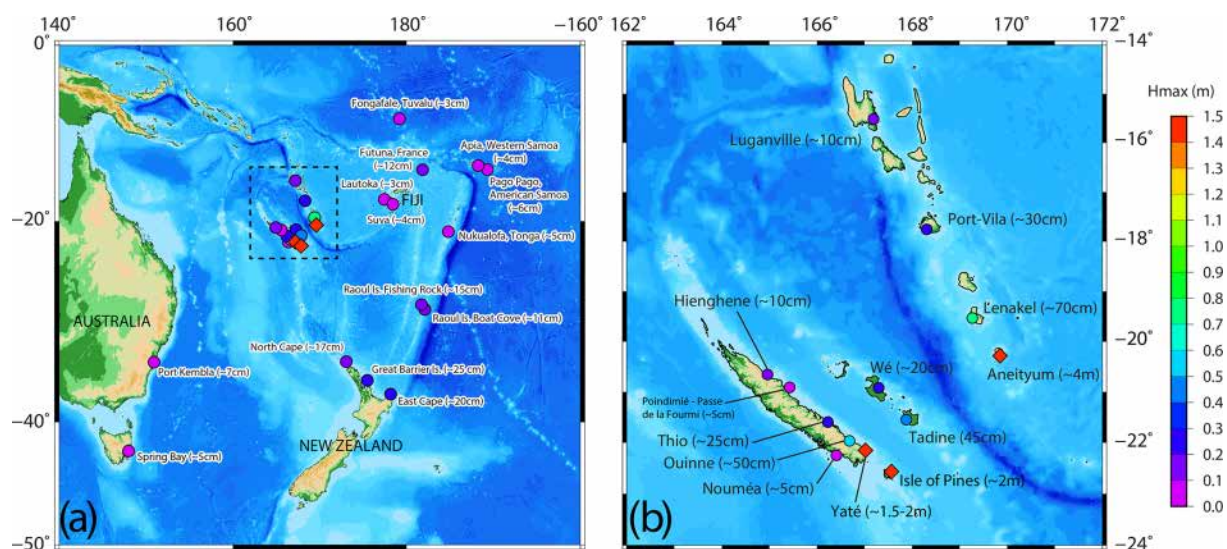 140˚
160˚
180˚
−160˚
0˚
−20˚
−40˚
−50˚
Fongafale, Tuvalu (~3cm)
Futuna, France
(~12cm)
Apia, Western-Samoa
(~4cm)
Lautoka (~3cm)
FIJI
Pago Pago,
American-Samoa
(~6cm)
Suva (~4cm)
Nukualofa, Tonga (~5cm)
Raoul Is. Fishing Rock (~15cm)
Raoul Is, Boat Cove (~11cm)
AUSTRALIA
North Cape (~17cm)
Great Barrier Is. (~25cm)
Port Kembla (~7cm)
East Cape (~20cm)
NEW ZEALAND
Spring Bay (~5cm)
(a)
162˚
164˚
166˚
168˚
170˚
172˚
−14˚
−16˚
−18˚
−20˚
−22˚
−24˚
Luganville (~10cm)
Port-Vila (~30cm)
Hienghene (~10cm)
Lenakel (~70cm)
Wé (~20cm)
Aneityum (~4m)
Poindimié - Passe
de la Fourmi (~5cm)
Thio (~25cm)
Tadine (45cm)
Ouinne (~50cm)
Nouméa (~5cm)
Isle of Pines (~2m)
Yaté (~1.5-2m)
(b)
Hmax (m)
1.5
1.4
1.3
1.2
1.1
1.0
0.9
0.8
0.7
0.6
0.5
0.4
0.3
0.2
0.1
0.0